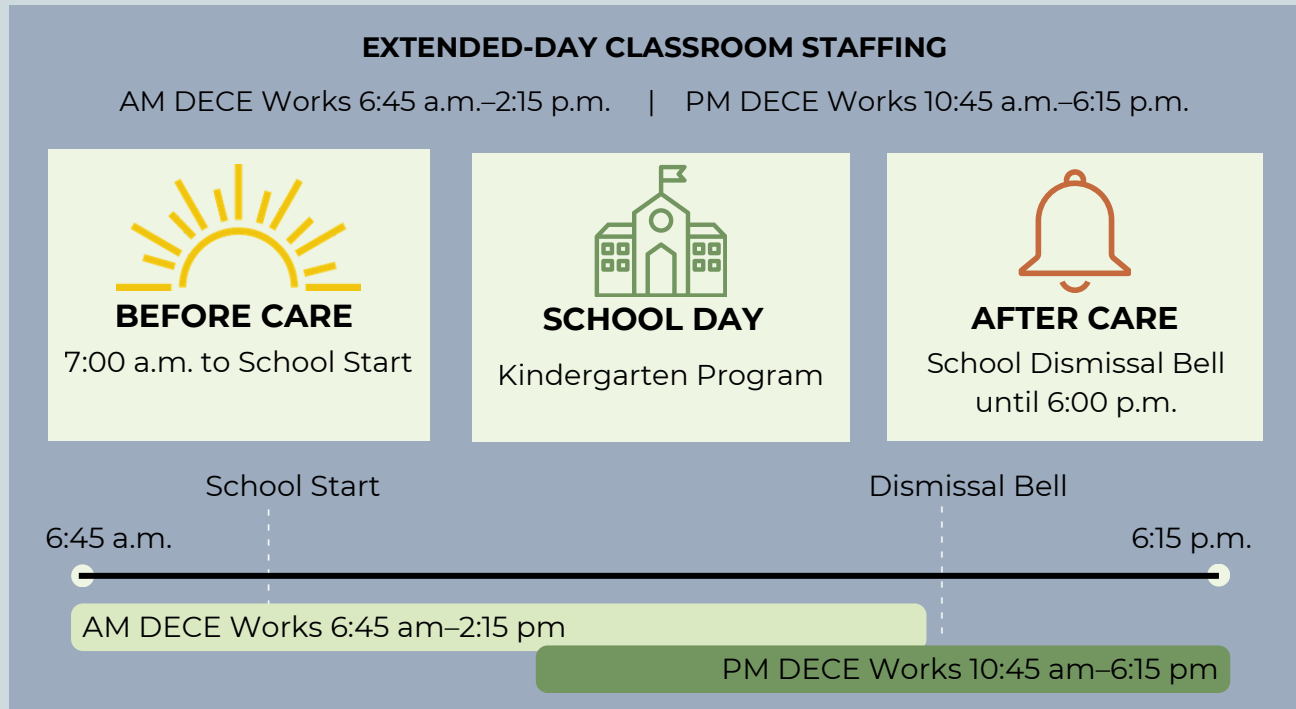 EXTENDED-DAY CLASSROOM STAFFING
AM DECE Works 6:45 a.m.–2:15 p.m. | PM DECE Works 10:45 a.m.–6:15 p.m.
BEFORE CARE
7:00 a.m. to School Start
SCHOOL DAY
Kindergarten Program
AFTER CARE
School Dismissal Bell
until 6:00 p.m.
School Start
Dismissal Bell
6:45 a.m.
6:15 p.m.
AM DECE Works 6:45 am–2:15 pm
PM DECE Works 10:45 am–6:15 pm